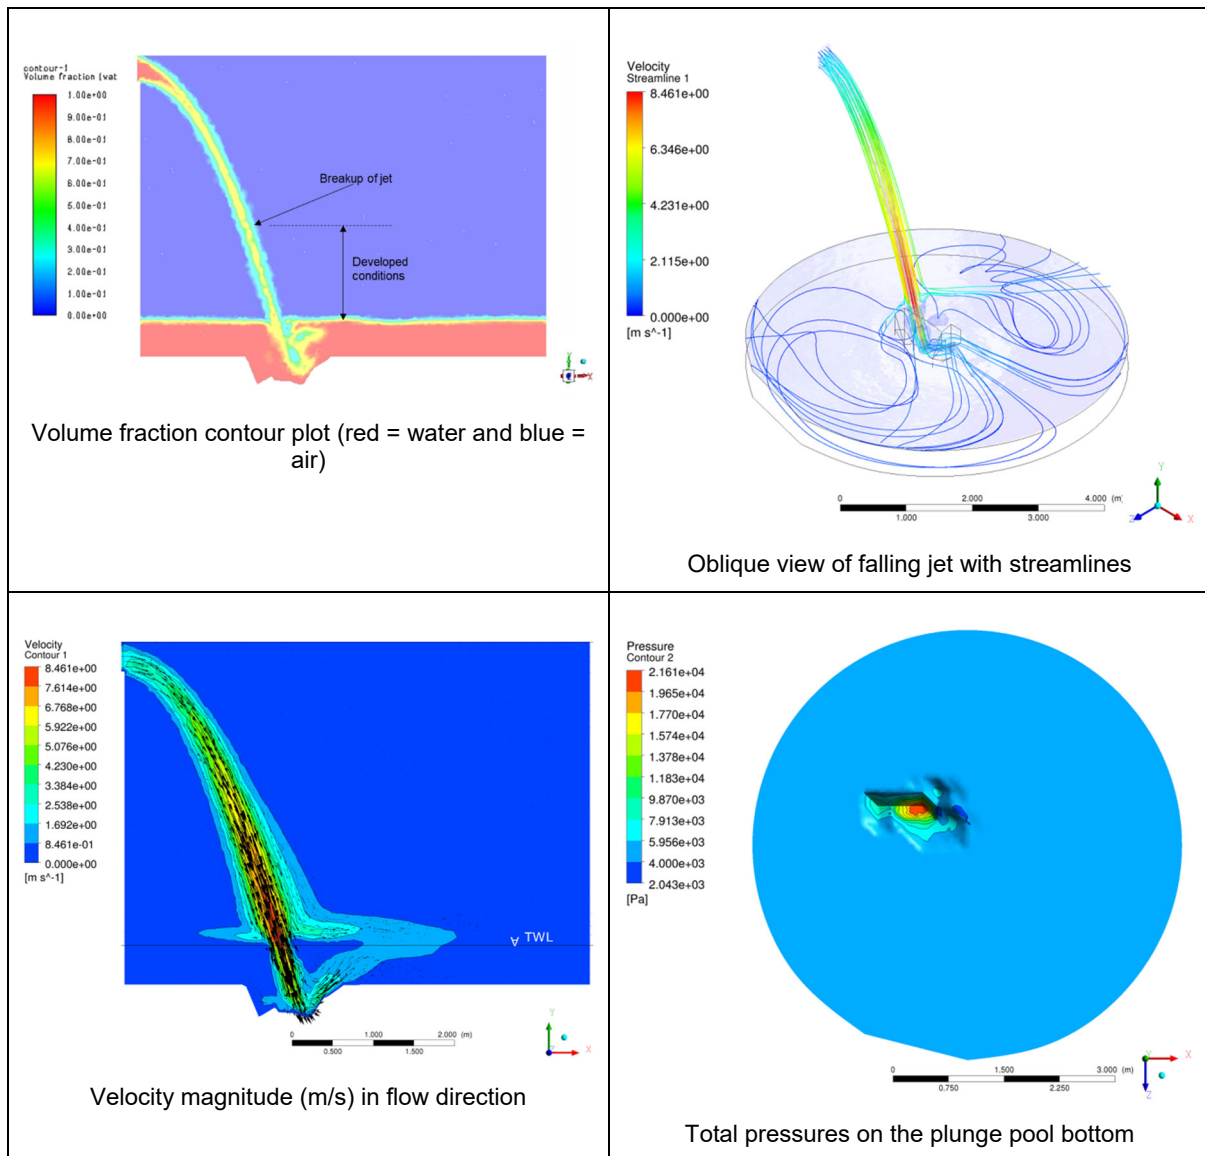 contour-1
Volume fraction (wat
1.00e+00
9.00e-01
8.00e-01
7.00e-01
6.00e-01
5.00e-01
4.00e-01
3.00e-01
2.00e-01
1.00e-01
0.00e+00
Breakup of jet
Developed
conditions
Y
X
Volume fraction contour plot (red = water and blue =
air)
Velocity
Streamline 1
8.461e+00
6.346e+00
4.231e+00
2.115e+00
0.000e+00
[m s^-1]
0 2.000 4.000 (m)
1.000 3.000
Y
Z X
Oblique view of falling jet with streamlines
Velocity
Contour 1
8.461e+00
7.614e+00
6.768e+00
5.922e+00
5.076e+00
4.230e+00
3.384e+00
2.538e+00
1.692e+00
8.461e-01
0.000e+00
[m s^-1]
TWL
0 1.000 2.000 (m)
0.500 1.500
Y
Z X
Velocity magnitude (m/s) in flow direction
Pressure
Contour 2
2.161e+04
1.965e+04
1.770e+04
1.574e+04
1.378e+04
1.183e+04
9.870e+03
7.913e+03
5.956e+03
4.000e+03
2.043e+03
[Pa]
0 1.500 3.000 (m)
0.750 2.250
Y X
Z
Total pressures on the plunge pool bottom